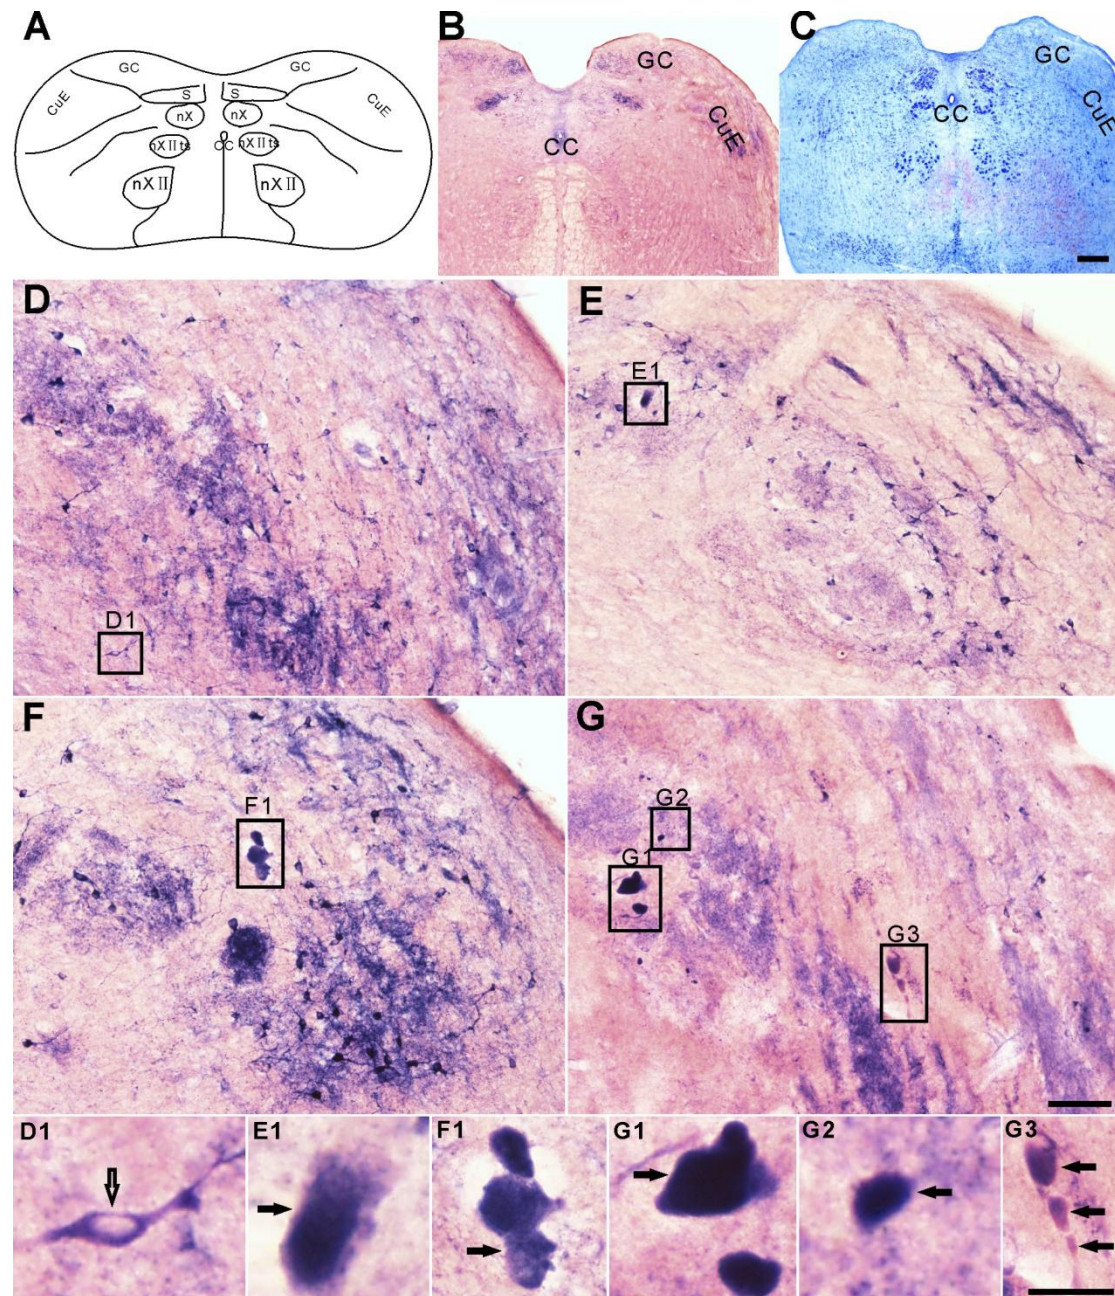 A
GC GC
CuE S S CuE
nX nX
nXⅡts CC nXⅡts
nXⅡ nXⅡ
B
GC
CuE
CC
C
GC
CuE
CC
D
D1
E
E1
F
F1
G
G2
G1
G3
D1
E1
F1
G1
G2
G3